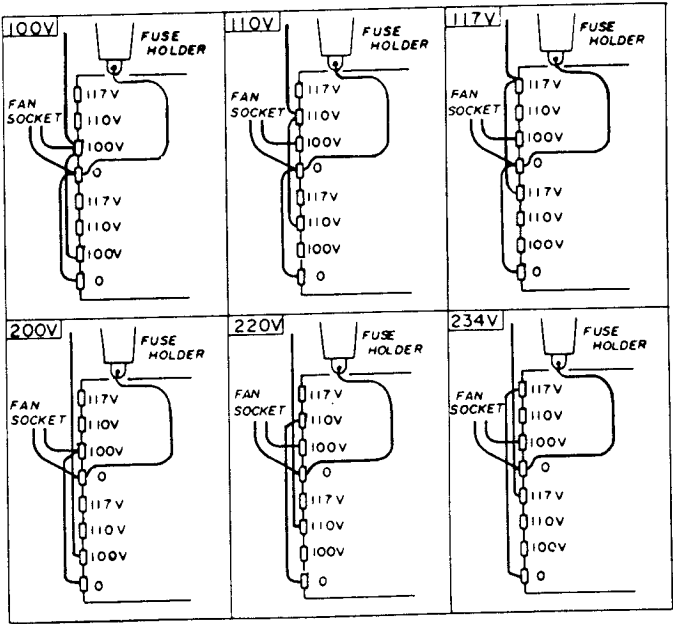 100V
FUSE
HOLDER
117V
FAN
SOCKET
110V
100V
0
117V
110V
100V
0
110V
FUSE
HOLDER
117V
FAN
SOCKET
110V
100V
0
117V
110V
100V
0
117V
FUSE
HOLDER
117V
FAN
SOCKET
110V
100V
0
117V
110V
100V
0
200V
FUSE
HOLDER
117V
FAN
SOCKET
110V
100V
0
117V
110V
100V
0
220V
FUSE
HOLDER
117V
FAN
SOCKET
110V
100V
0
117V
110V
100V
0
234V
FUSE
HOLDER
117V
FAN
SOCKET
110V
100V
0
117V
110V
100V
0